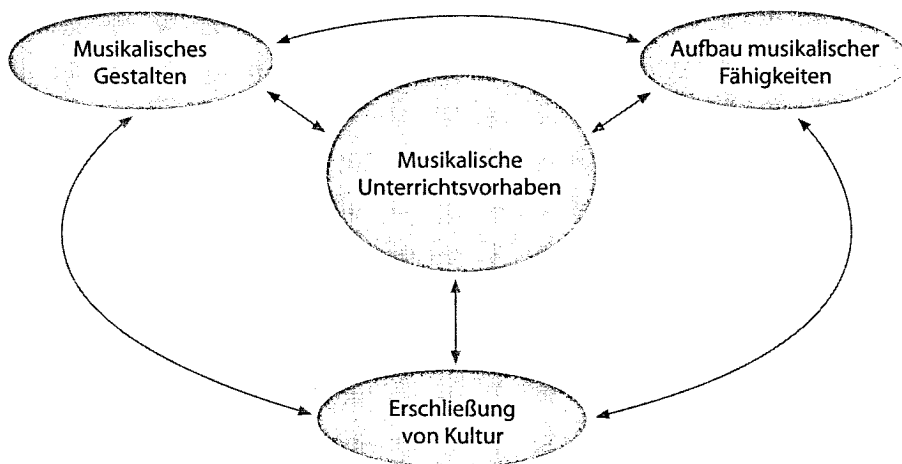 Musikalisches
Gestalten
Aufbau musikalischer
Fähigkeiten
Musikalische
Unterrichtsvorhaben
Erschließung
von Kultur